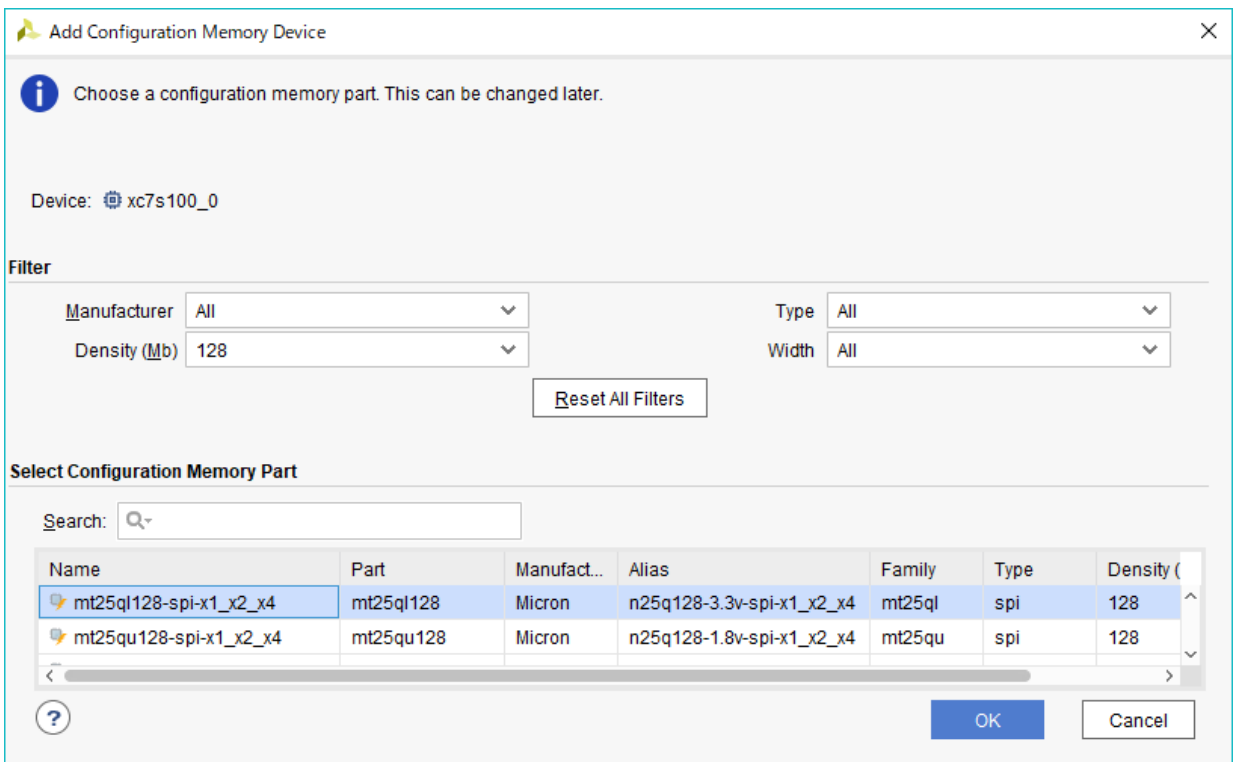 Add Configuration Memory Device
Choose a configuration memory part. This can be changed later.
Device: xc7s100_0
Filter
Manufacturer All Type All
Density (Mb) 128 Width All
Reset All Filters
Select Configuration Memory Part
Search:
Name Part Manufact... Alias Family Type Density (
mt25ql128-spi-x1_x2_x4 mt25ql128 Micron n25q128-3.3v-spi-x1_x2_x4 mt25ql spi 128
mt25qu128-spi-x1_x2_x4 mt25qu128 Micron n25q128-1.8v-spi-x1_x2_x4 mt25qu spi 128
? OK Cancel